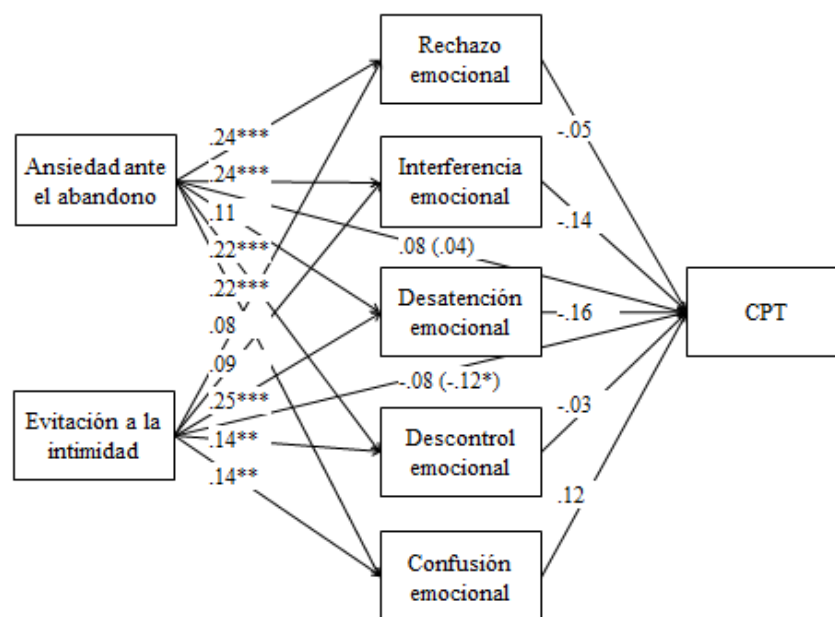 Rechazo
emocional
.24***
-.05
Ansiedad ante
el abandono
.24***
Interferencia
emocional
.11
-.14
.22***
.08 (.04)
.22***
Desatención
emocional
-.16
CPT
.08
.09
-.08 (-.12*)
.25***
Evitación a la
intimidad
.14**
Descontrol
emocional
-.03
.14**
.12
Confusión
emocional